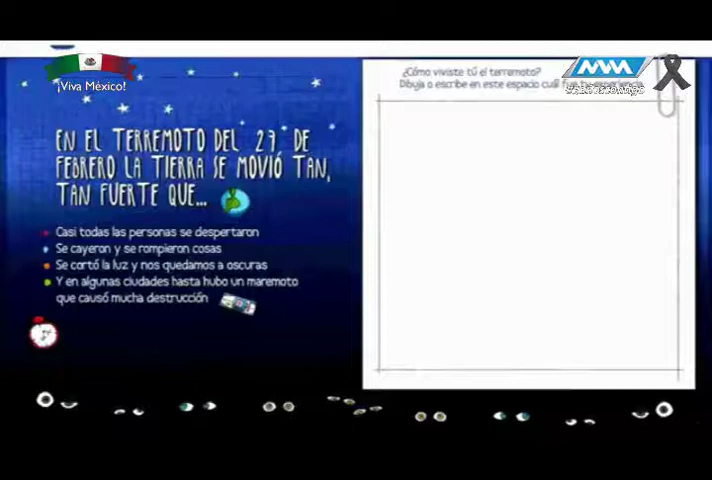 ¡Viva México!
¿Cómo viviste tú el terremoto?
Dibuja o escribe en este espacio cuál fue tu experiencia.
EN EL TERREMOTO DEL 27 DE
FEBRERO LA TIERRA SE MOVIÓ TAN,
TAN FUERTE QUE...
Casi todas las personas se despertaron
Se cayeron y se rompieron cosas
Se cortó la luz y nos quedamos a oscuras
Y en algunas ciudades hasta hubo un maremoto
que causó mucha destrucción